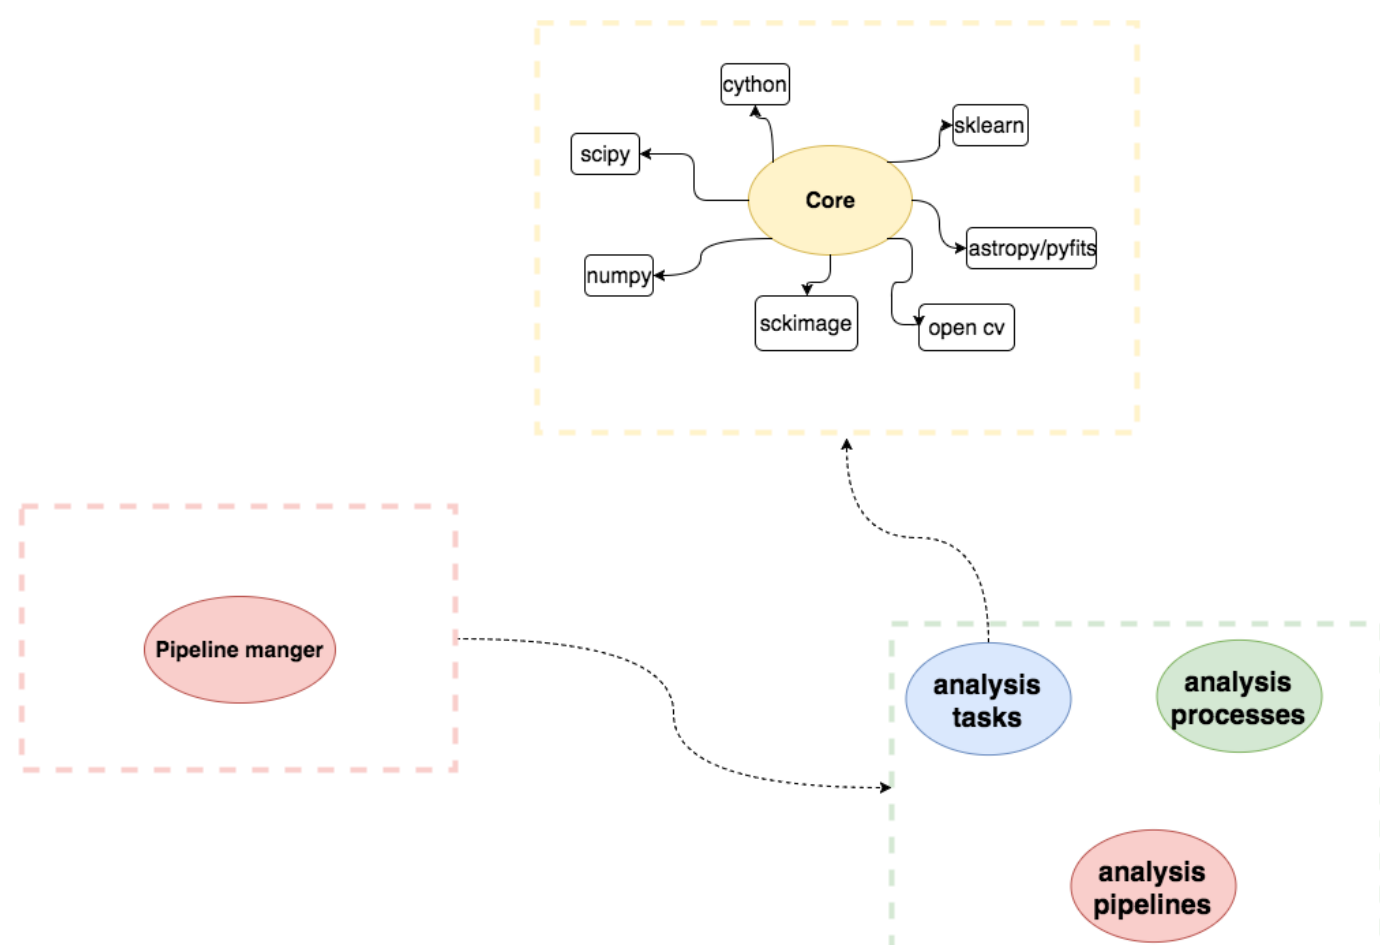 cython
sklearn
scipy
Core
astropy/pyfits
numpy
sckimage
open cv
Pipeline manger
analysis
tasks
analysis
processes
analysis
pipelines